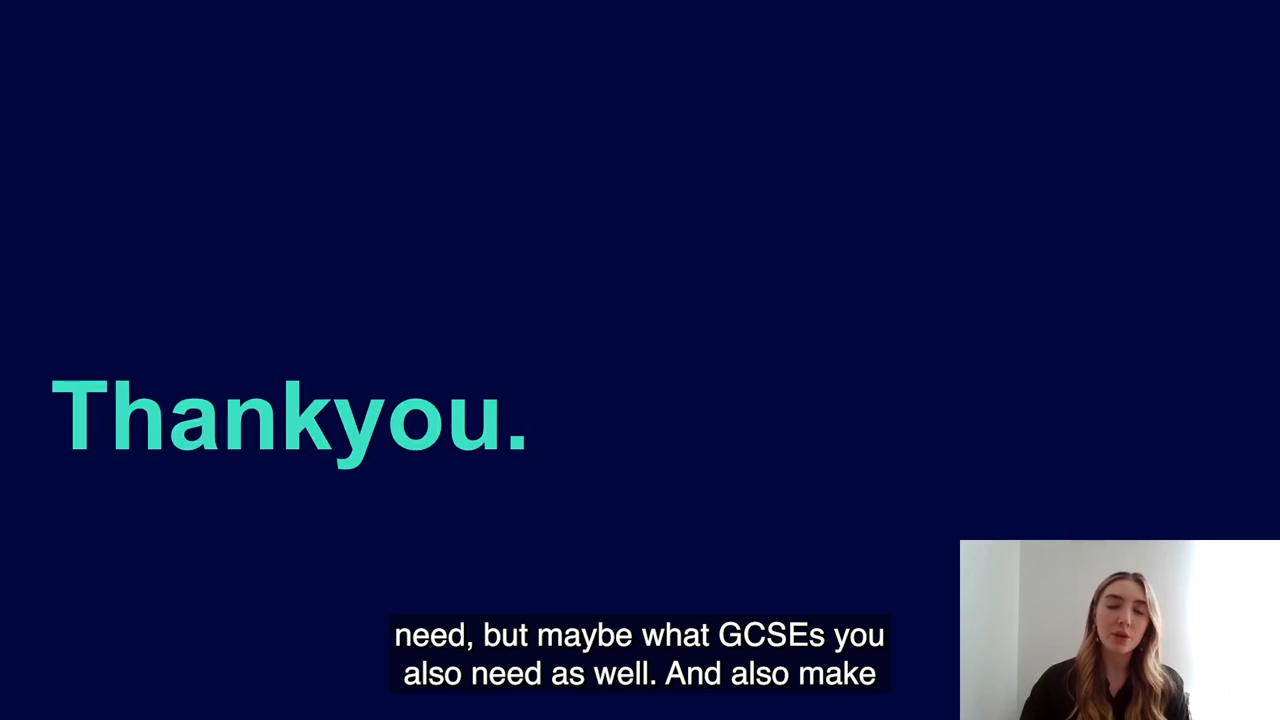 Thankyou.
need, but maybe what GCSEs you
also need as well. And also make